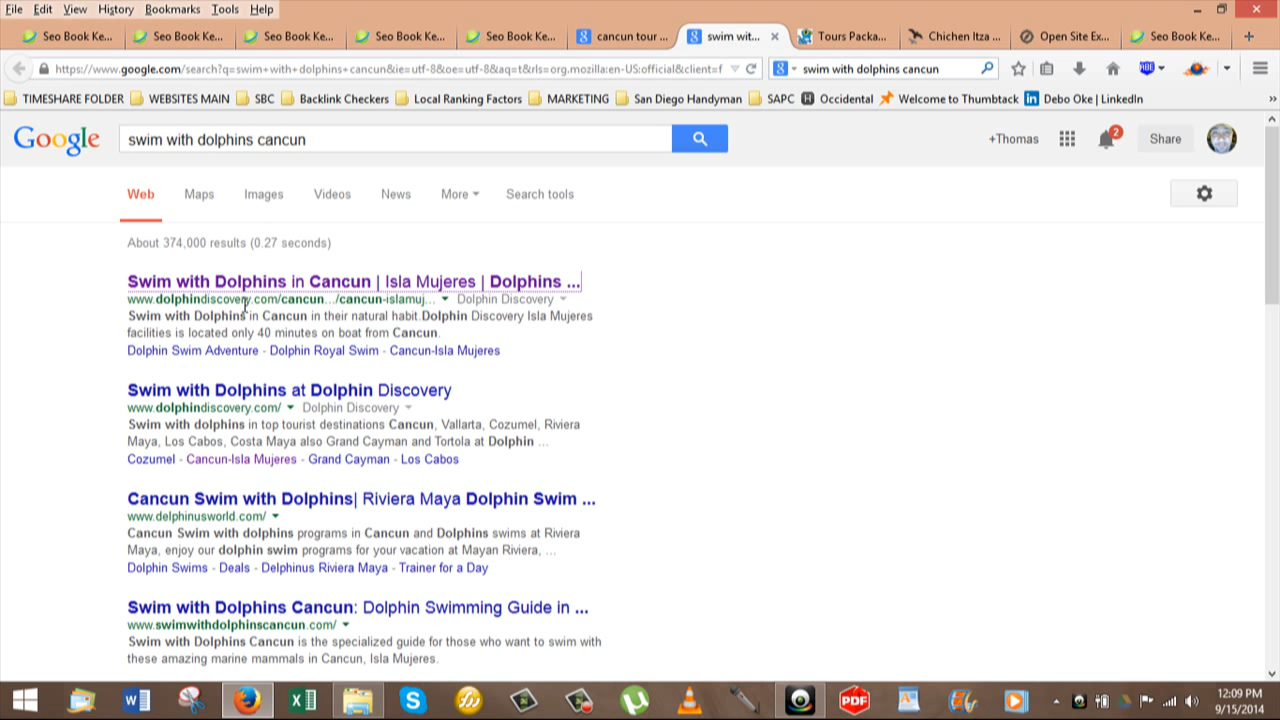 File Edit View History Bookmarks Tools Help
Seo Book Ke... Seo Book Ke... Seo Book Ke... Seo Book Ke... Seo Book Ke... cancun tour ... swim wit... Tours Packa... Chichen Itza ... Open Site Ex... Seo Book Ke...
https://www.google.com/search?q=swim+with+dolphins+cancun&ie=utf-8&oe=utf-8&aq=t&rls=org.mozilla:en-US:official&client=f swim with dolphins cancun
TIMESHARE FOLDER WEBSITES MAIN SBC Backlink Checkers Local Ranking Factors MARKETING San Diego Handyman SAPC Occidental Welcome to Thumbtack Debo Oke | LinkedIn
Google swim with dolphins cancun +Thomas 2 Share
Web Maps Images Videos News More Search tools
About 374,000 results (0.27 seconds)
Swim with Dolphins in Cancun | Isla Mujeres | Dolphins ...
www.dolphindiscovery.com/cancun.../cancun-islamuj... Dolphin Discovery
Swim with Dolphins in Cancun in their natural habit.Dolphin Discovery Isla Mujeres
facilities is located only 40 minutes on boat from Cancun.
Dolphin Swim Adventure - Dolphin Royal Swim - Cancun-Isla Mujeres
Swim with Dolphins at Dolphin Discovery
www.dolphindiscovery.com/ Dolphin Discovery
Swim with dolphins in top tourist destinations Cancun, Vallarta, Cozumel, Riviera
Maya, Los Cabos, Costa Maya also Grand Cayman and Tortola at Dolphin ...
Cozumel - Cancun-Isla Mujeres - Grand Cayman - Los Cabos
Cancun Swim with Dolphins| Riviera Maya Dolphin Swim ...
www.delphinusworld.com/
Cancun Swim with dolphins programs in Cancun and Dolphins swims at Riviera
Maya, enjoy our dolphin swim programs for your vacation at Mayan Riviera, ...
Dolphin Swims - Deals - Delphinus Riviera Maya - Trainer for a Day
Swim with Dolphins Cancun: Dolphin Swimming Guide in ...
www.swimwithdolphinscancun.com/
Swim with Dolphins Cancun is the specialized guide for those who want to swim with
these amazing marine mammals in Cancun, Isla Mujeres.
PDF
12:09 PM
9/15/2014